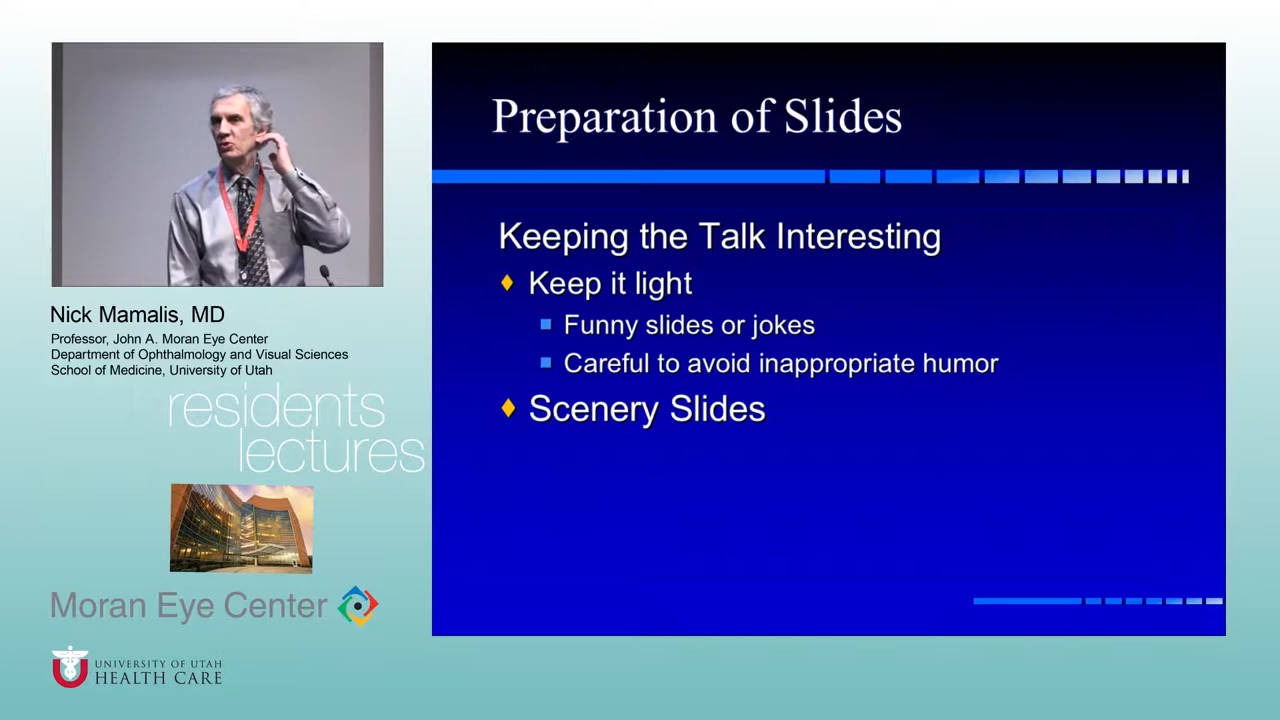 Nick Mamalis, MD
Professor, John A. Moran Eye Center
Department of Ophthalmology and Visual Sciences
School of Medicine, University of Utah
residents
lectures
Moran Eye Center
UNIVERSITY OF UTAH
HEALTH CARE
Preparation of Slides
Keeping the Talk Interesting
Keep it light
Funny slides or jokes
Careful to avoid inappropriate humor
Scenery Slides